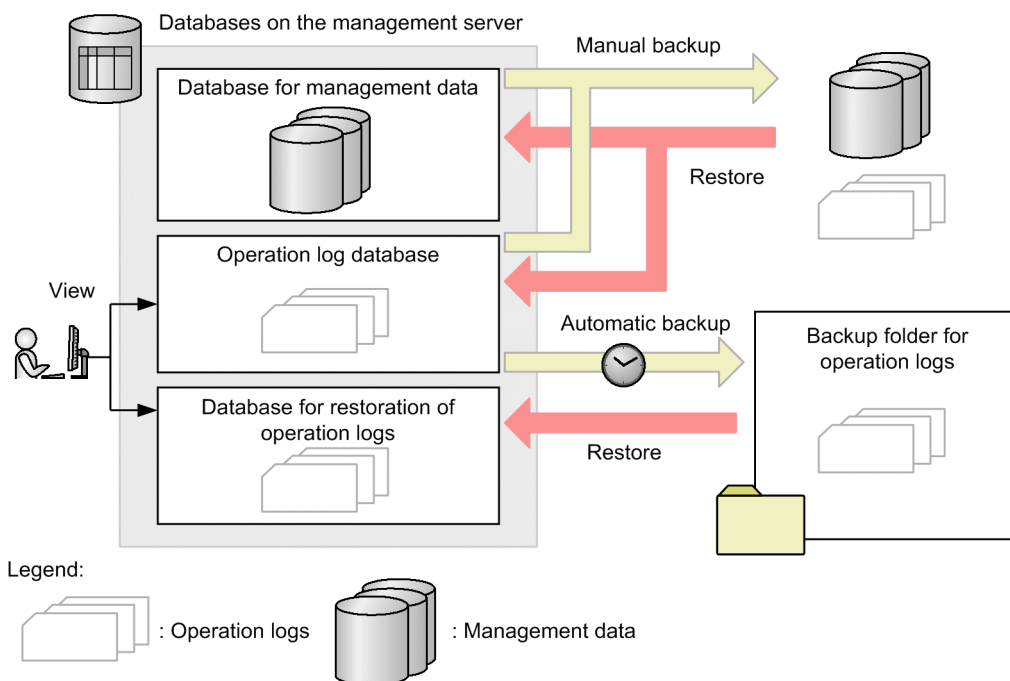 Databases on the management server
Manual backup
Database for management data
Restore
Operation log database
View
Automatic backup
Backup folder for
operation logs
Database for restoration of
operation logs
Restore
Legend:
: Operation logs
: Management data